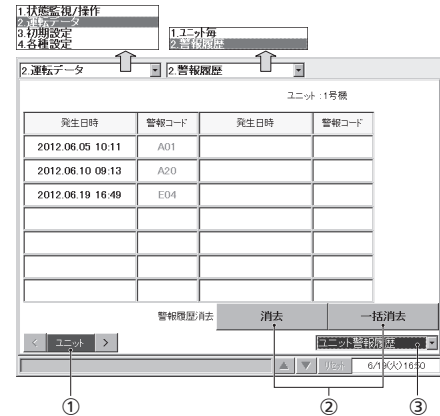 1.状態監視/操作
2.運転データ
3.初期設定
4.各種設定
1.ユニット毎
2.警報履歴
2.運転データ 2.警報履歴
ユニット:1号機
発生日時 警報コード 発生日時 警報コード
2012.06.05 10:11 A01
2012.06.10 09:13 A20
2012.06.19 16:49 E04
警報履歴消去 消去 一括消去
< ユニット > ユニット警報履歴
▲ ▼ リセット 6/19(火)16:50
① ② ③